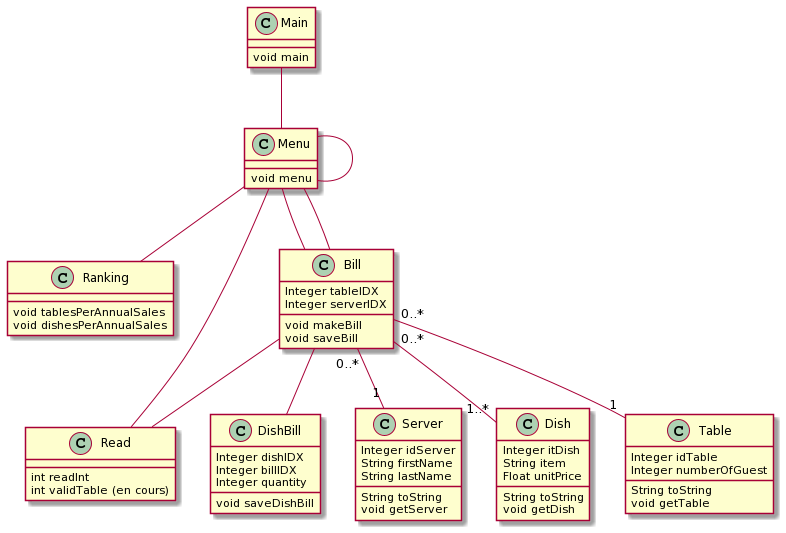 C Main
void main
C Menu
void menu
C Ranking
void tablesPerAnnualSales
void dishesPerAnnualSales
C Bill
Integer tableIDX
Integer serverIDX
void makeBill
void saveBill
0..*
0..*
0..*
1
1..*
1
C Read
int readInt
int validTable (en cours)
C DishBill
Integer dishIDX
Integer billIDX
Integer quantity
void saveDishBill
C Server
Integer idServer
String firstName
String lastName
String toString
void getServer
C Dish
Integer itDish
String item
Float unitPrice
String toString
void getDish
C Table
Integer idTable
Integer numberOfGuest
String toString
void getTable